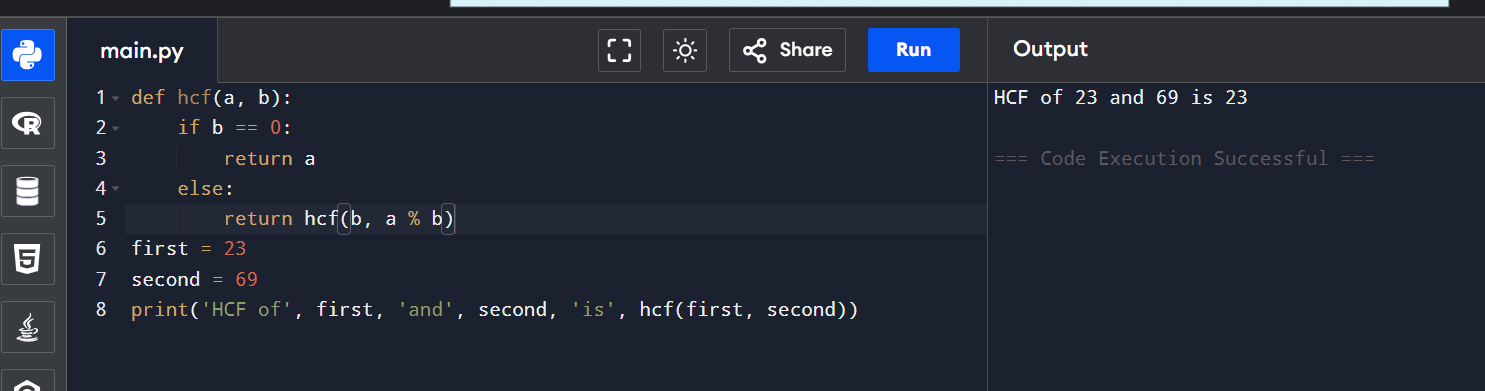 main.py
Share
Run
Output
1 def hcf(a, b):
2     if b == 0:
3         return a
4     else:
5         return hcf(b, a % b)
6 first = 23
7 second = 69
8 print('HCF of', first, 'and', second, 'is', hcf(first, second))
HCF of 23 and 69 is 23
=== Code Execution Successful ===